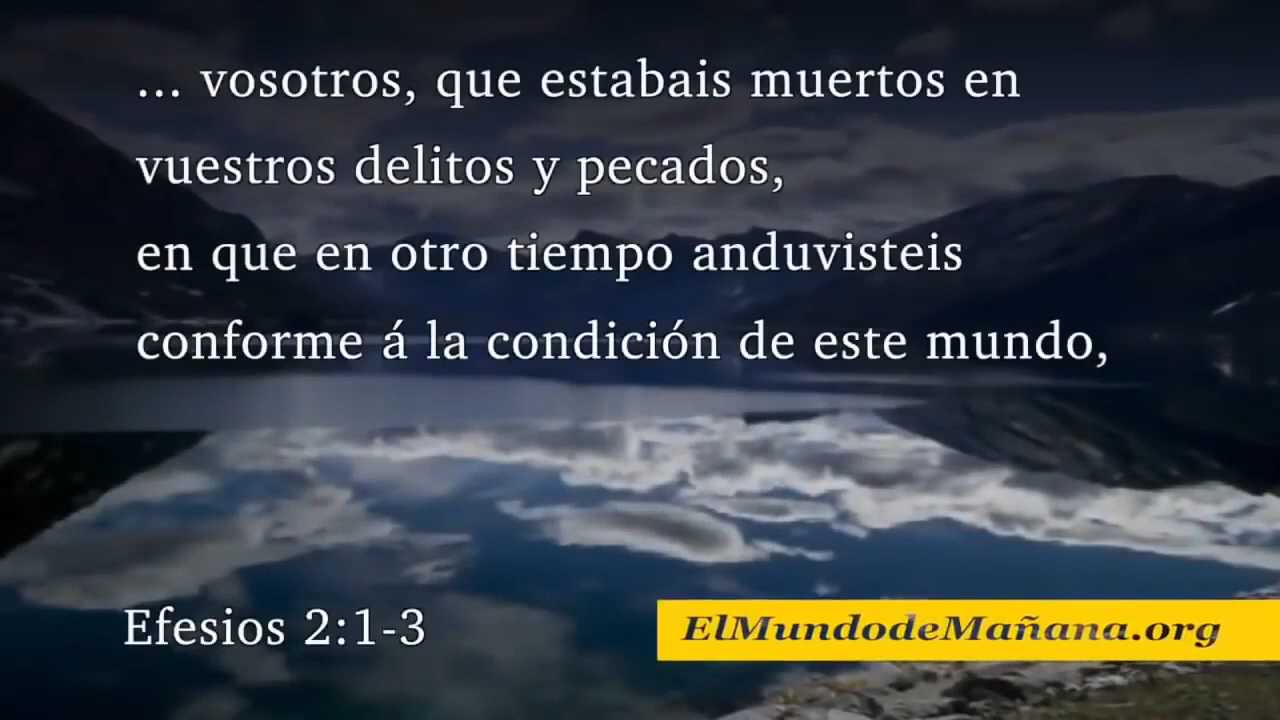 ... vosotros, que estabais muertos en
vuestros delitos y pecados,
en que en otro tiempo anduvisteis
conforme á la condición de este mundo,
Efesios 2:1-3
ElMundodeMañana.org